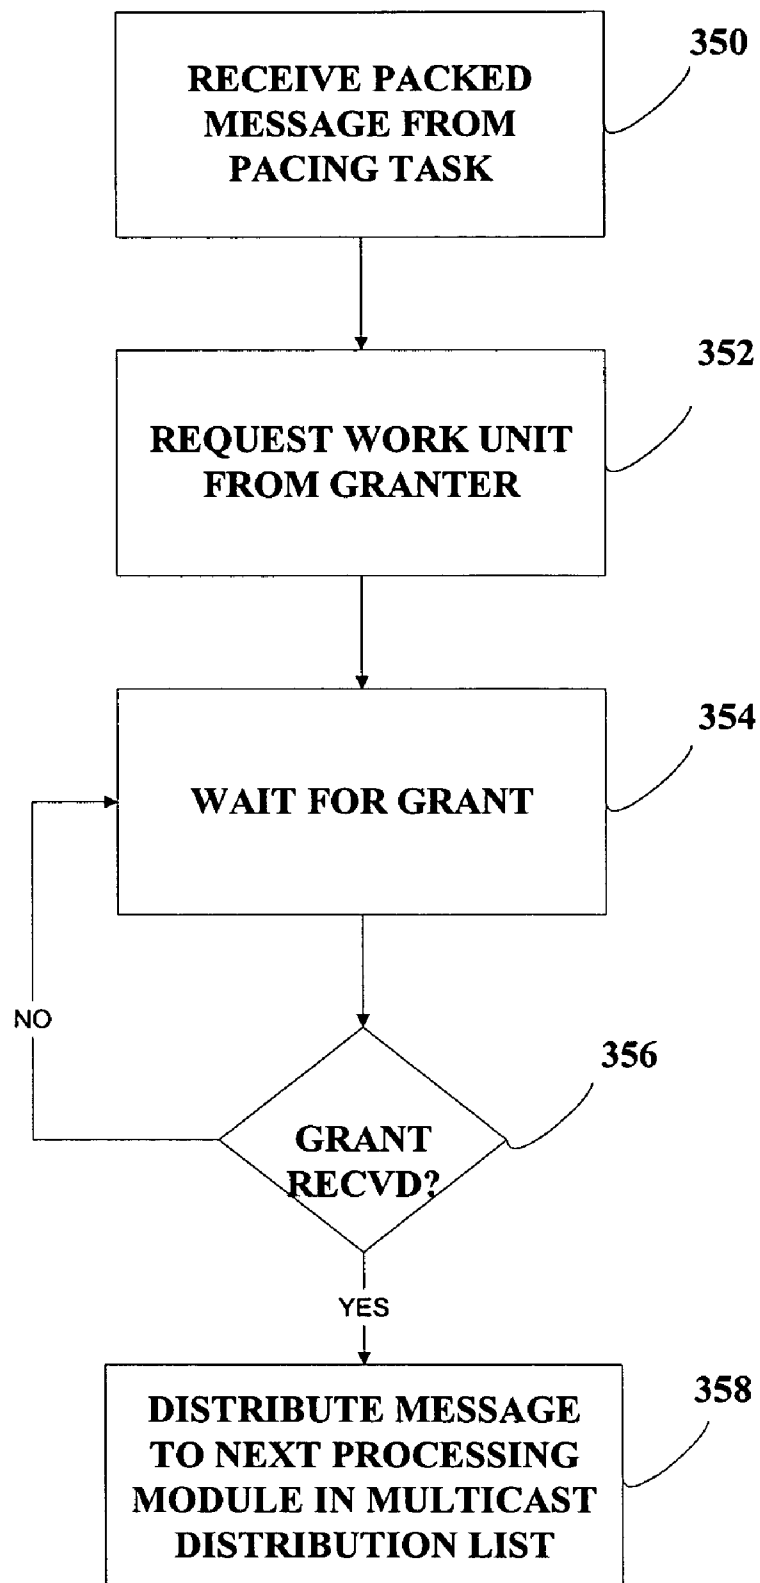 350
RECEIVE PACKED
MESSAGE FROM
PACING TASK
352
REQUEST WORK UNIT
FROM GRANTER
354
WAIT FOR GRANT
NO
356
GRANT
RECVD?
YES
358
DISTRIBUTE MESSAGE
TO NEXT PROCESSING
MODULE IN MULTICAST
DISTRIBUTION LIST